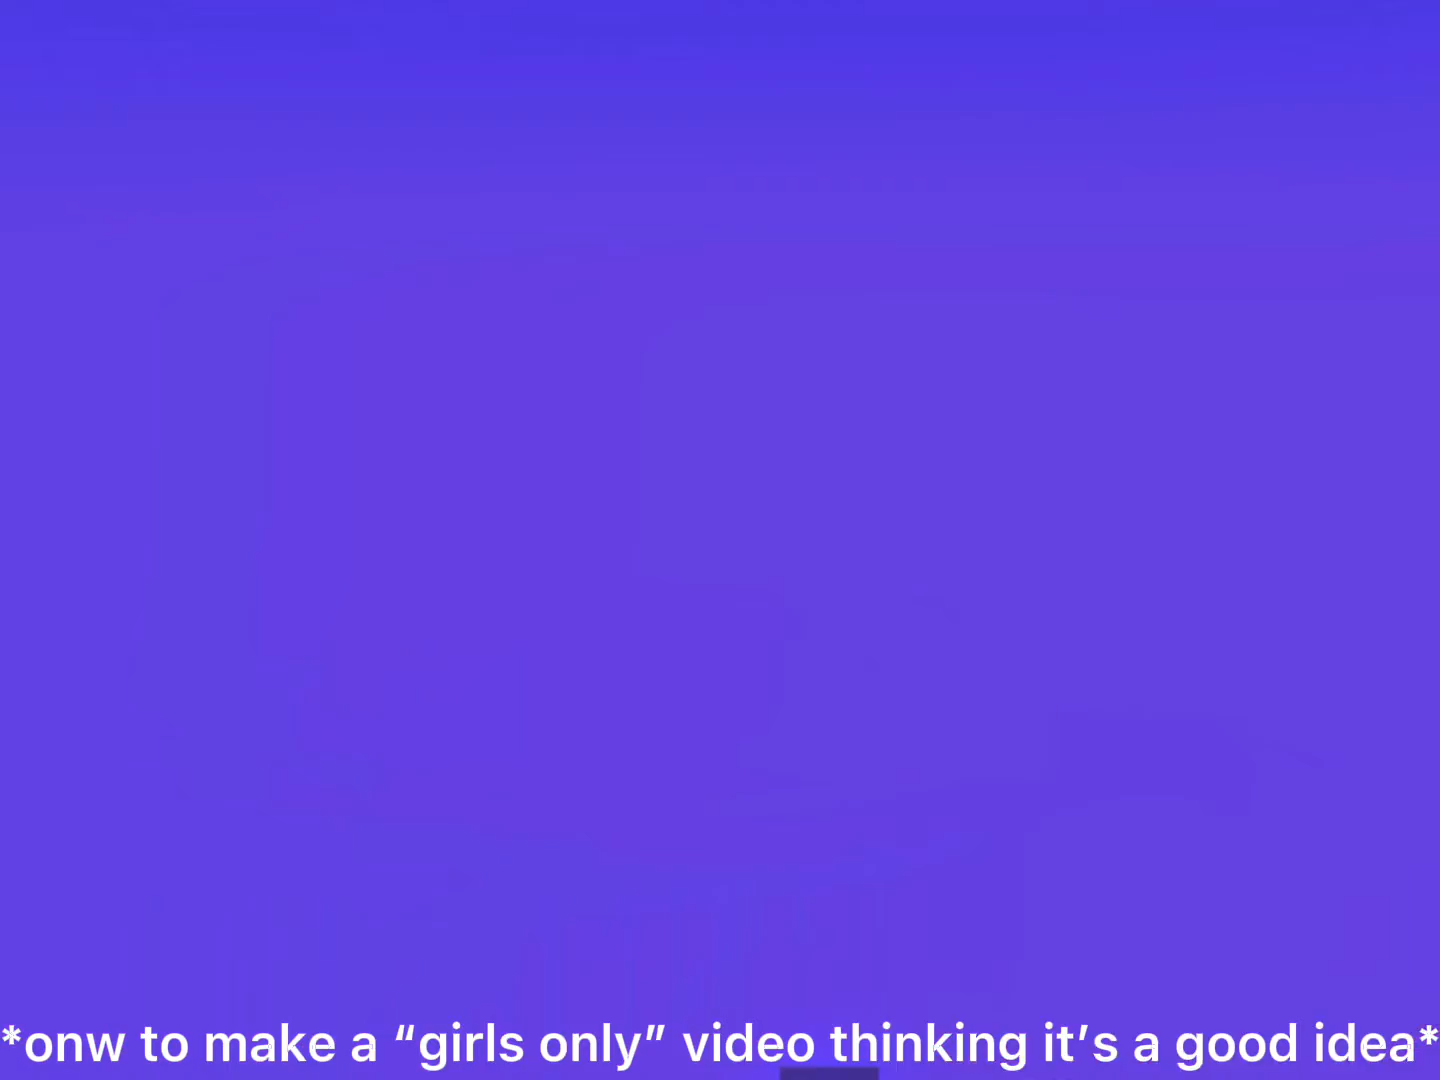 *onw to make a “girls only” video thinking it’s a good idea*